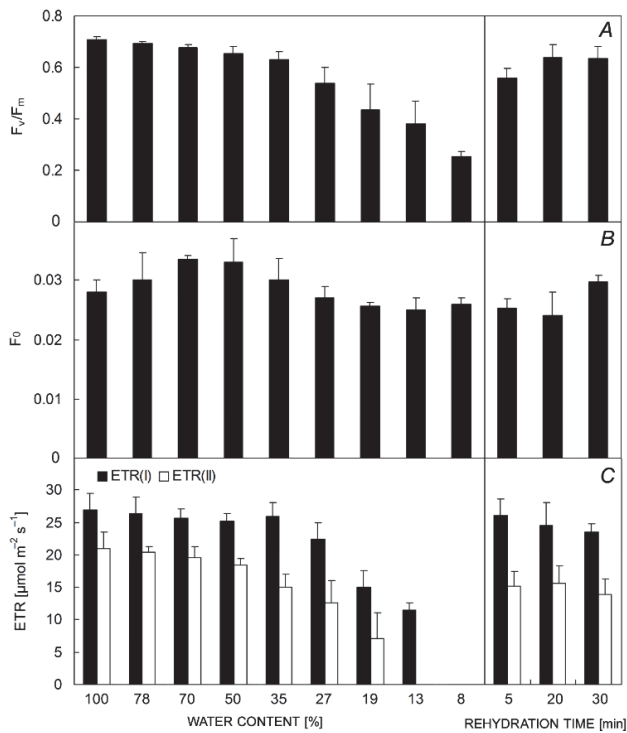 0.8
A
0.6
Fv/Fm
0.4
0.2
0
B
0.03
F0
0.02
0.01
0
ETR(I) ETR(II)
C
30
25
20
ETR [µmol m−2 s−1]
15
10
5
0
100 78 70 50 35 27 19 13 8 5 20 30
WATER CONTENT [%] REHYDRATION TIME [min]